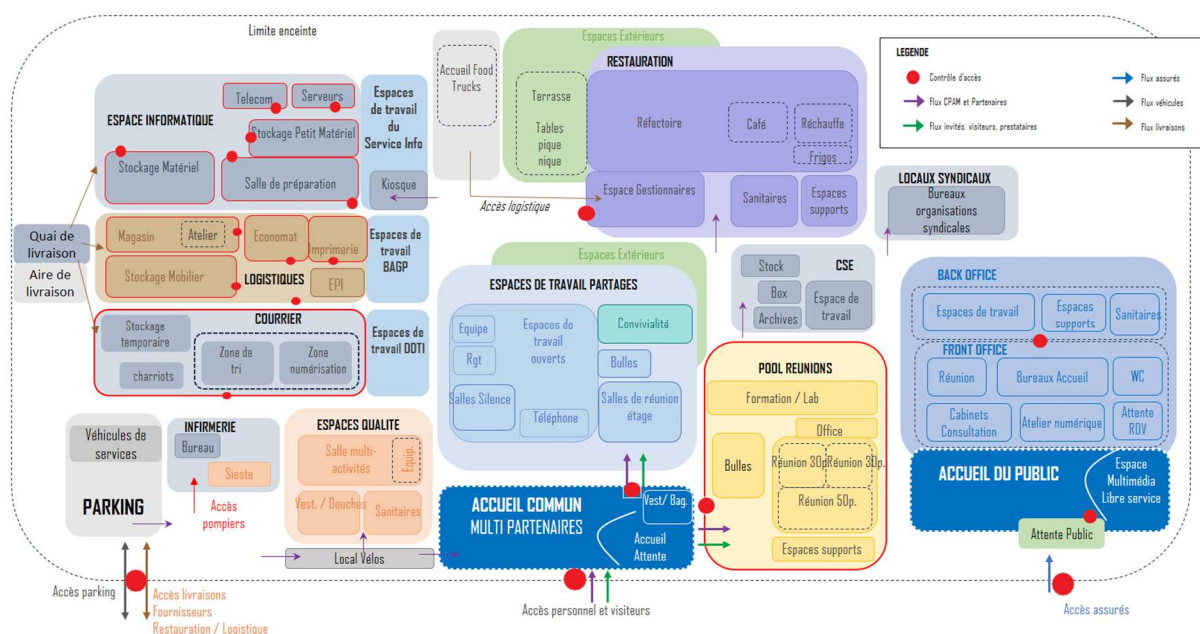 Limite enceinte
Espaces Extérieurs
RESTAURATION
Accueil Food
Trucks
Terrasse
Tables
pique
nique
Réfectoire
Café
Réchauffe
Frigos
Espace Gestionnaires
Sanitaires
Espaces
supports
Accès logistique
LEGENDE
Contrôle d'accès
Flux CPAM et Partenaires
Flux invités, visiteurs, prestataires
Flux assurés
Flux véhicules
Flux livraisons
Telecom
Serveurs
ESPACE INFORMATIQUE
Stockage Petit Matériel
Stockage Matériel
Salle de préparation
Espaces
de travail
du
Service Info
Kiosque
Quai de
livraison
Aire de
livraison
Magasin
Atelier
Economat
Imprimerie
Stockage Mobilier
LOGISTIQUES
EPI
Espaces de
travail
BAGP
COURRIER
Stockage
temporaire
charriots
Zone de
tri
Zone
numérisation
Espaces de
travail DDTI
LOCAUX SYNDICAUX
Bureaux
organisations
syndicales
Espaces Extérieurs
ESPACES DE TRAVAIL PARTAGES
Equipe
Rgt
Espaces de
travail
ouverts
Convivialité
Bulles
Salles Silence
Téléphone
Salles de réunion
étage
Stock
CSE
Box
Archives
Espace de
travail
BACK OFFICE
Espaces de travail
Espaces
supports
Sanitaires
FRONT OFFICE
Réunion
Bureaux Accueil
WC
Cabinets
Consultation
Atelier numérique
Attente
RDV
ACCUEIL DU PUBLIC
Espace
Multimédia
Libre service
Attente Public
POOL REUNIONS
Formation / Lab
Office
Bulles
Réunion 30p.
Réunion 30p.
Réunion 50p.
Espaces supports
Véhicules de
services
PARKING
INFIRMERIE
Bureau
Sieste
Accès
pompiers
ESPACES QUALITE
Salle multi-
activités
Equip.
Vest. / Douches
Sanitaires
Local Vélos
ACCUEIL COMMUN
MULTI PARTENAIRES
Vest/ Bag.
Accueil
Attente
Accès parking
Accès livraisons
Fournisseurs
Restauration / Logistique
Accès personnel et visiteurs
Accès assurés